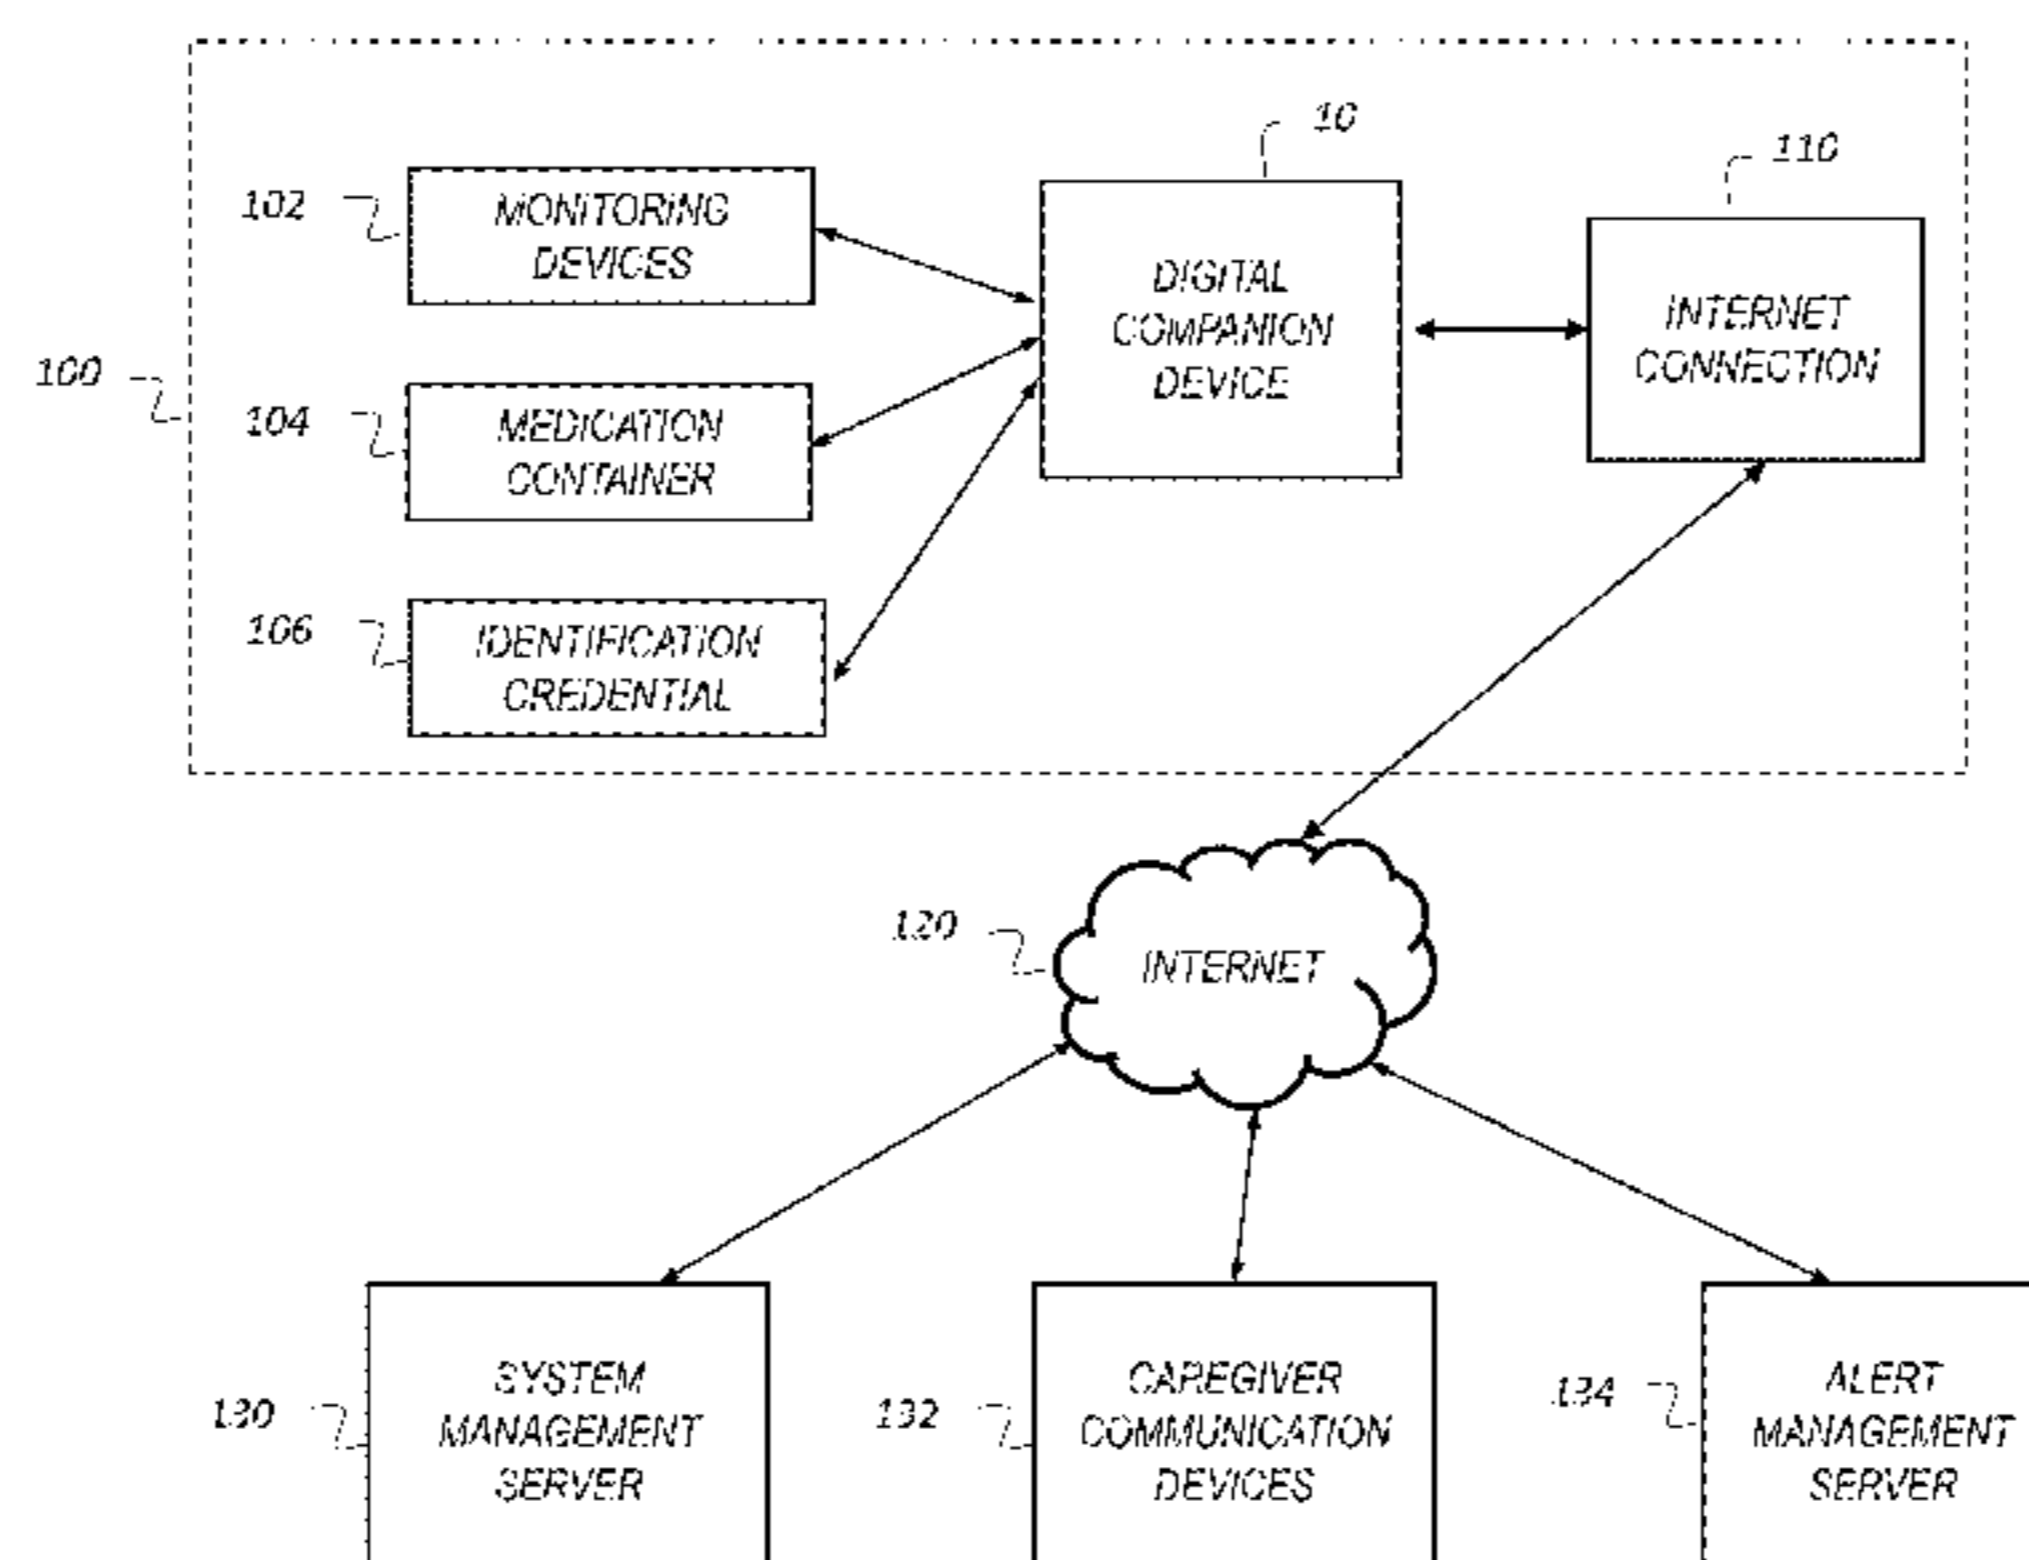 10
110
102
MONITORING
DEVICES
DIGITAL
COMPANION
DEVICE
INTERNET
CONNECTION
100
104
MEDICATION
CONTAINER
106
IDENTIFICATION
CREDENTIAL
120
INTERNET
130
SYSTEM
MANAGEMENT
SERVER
132
CAREGIVER
COMMUNICATION
DEVICES
134
ALERT
MANAGEMENT
SERVER